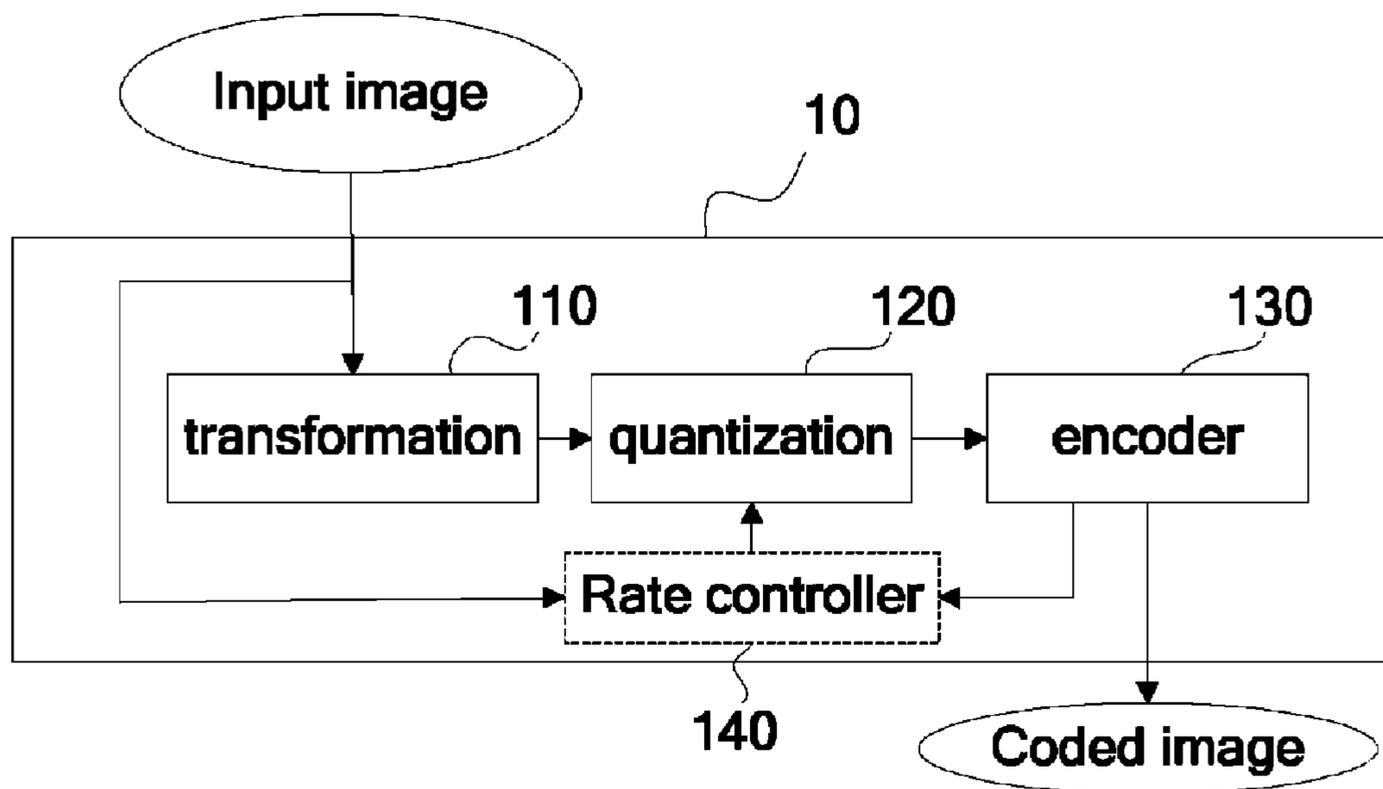 Input image
10
110
120
130
transformation
quantization
encoder
Rate controller
140
Coded image